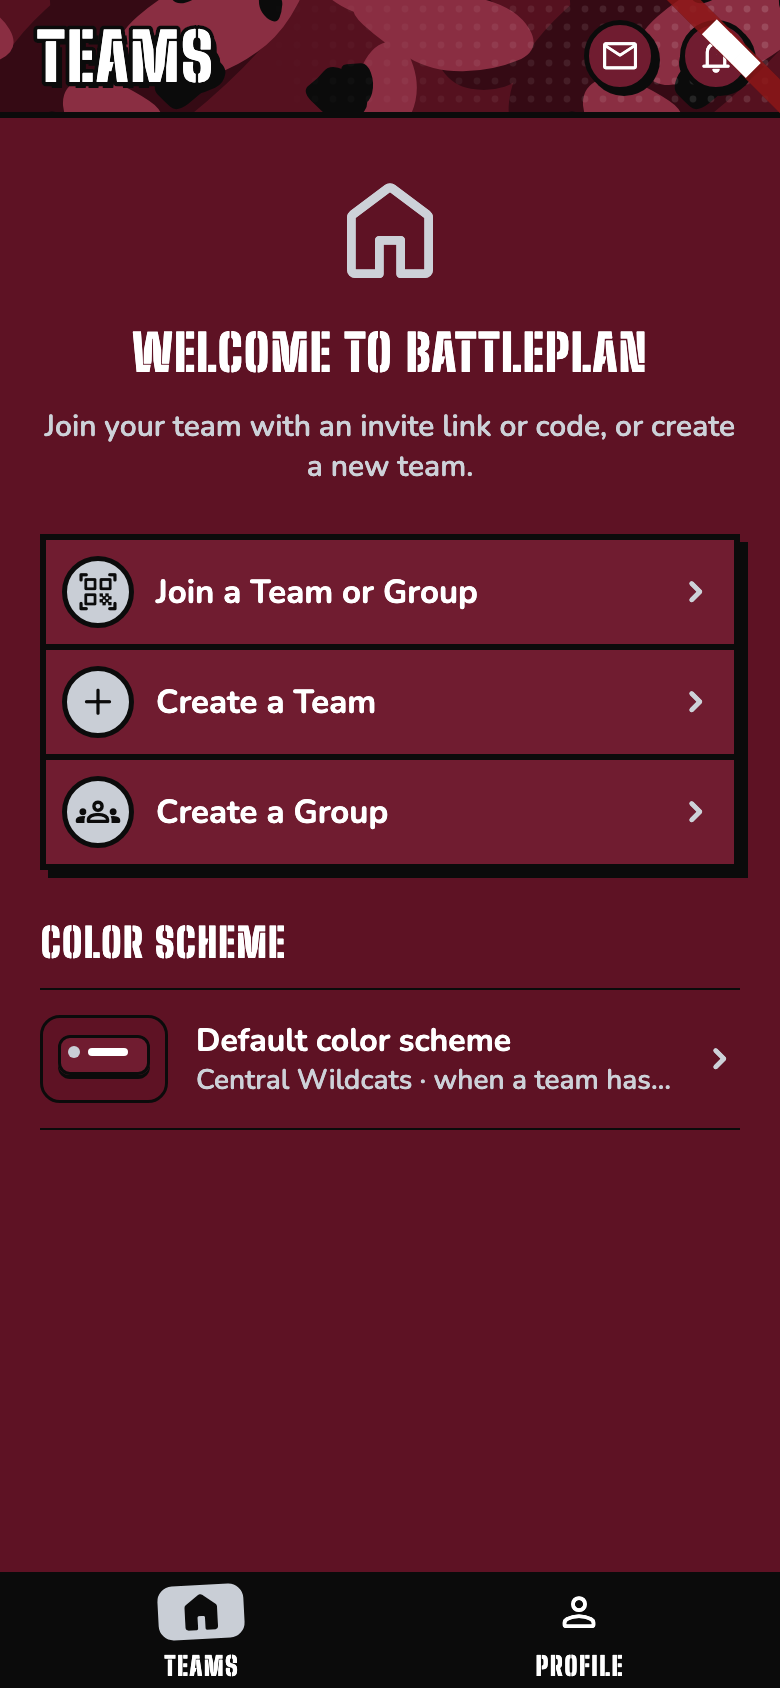 TEAMS
WELCOME TO BATTLEPLAN
Join your team with an invite link or code, or create
a new team.
Join a Team or Group
Create a Team
Create a Group
COLOR SCHEME
Default color scheme
Central Wildcats · when a team has...
TEAMS
PROFILE